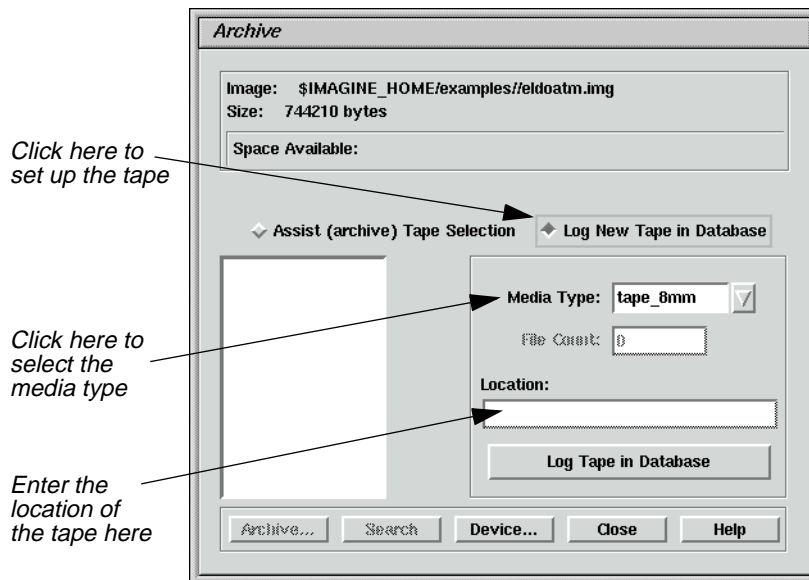 Archive
Image: $IMAGINE_HOME/examples//eldoatm.img
Size: 744210 bytes
Space Available:
Click here to
set up the tape
Assist (archive) Tape Selection
Log New Tape in Database
Media Type: tape_8mm
Click here to
select the
media type
File Count: 0
Location:
Log Tape in Database
Enter the
location of
the tape here
Archive... Search Device... Close Help